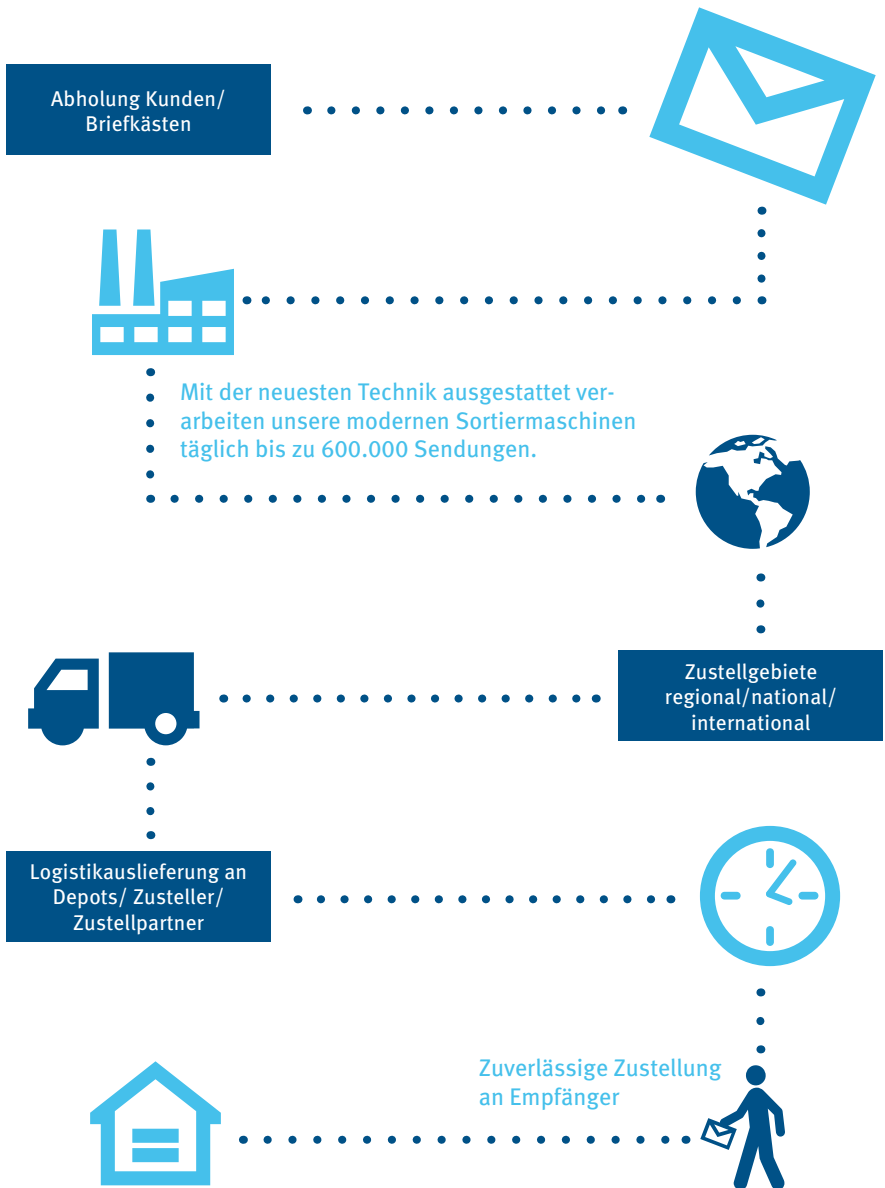 Abholung Kunden/
Briefkästen
Mit der neuesten Technik ausgestattet ver-
arbeiten unsere modernen Sortiermaschinen
täglich bis zu 600.000 Sendungen.
Zustellgebiete
regional/national/
international
Logistikauslieferung an
Depots/ Zusteller/
Zustellpartner
Zuverlässige Zustellung
an Empfänger